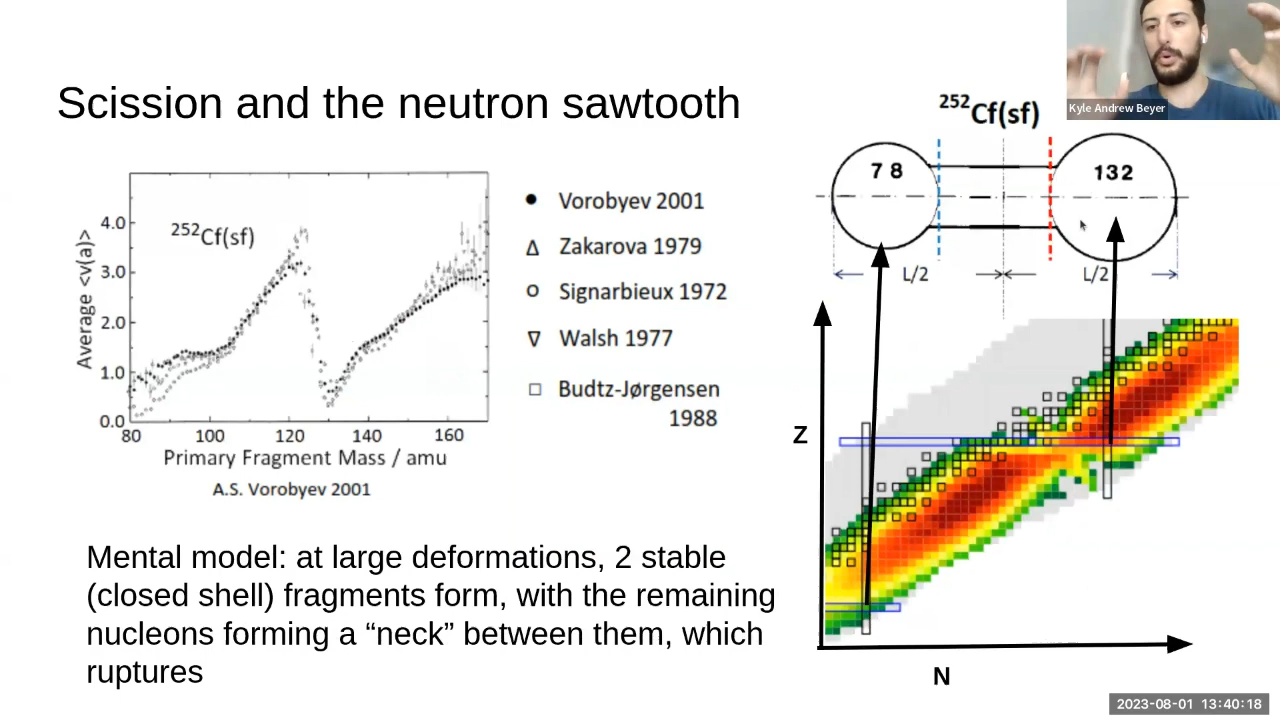 Kyle Andrew Beyer
Scission and the neutron sawtooth
252Cf(sf)
78
132
L/2
L/2
Average <ν(a)>
4.0
3.0
2.0
1.0
0.0
252Cf(sf)
80 100 120 140 160
Primary Fragment Mass / amu
A.S. Vorobyev 2001
● Vorobyev 2001
Δ Zakarova 1979
○ Signarbieux 1972
∇ Walsh 1977
□ Budtz-Jørgensen
1988
Z
N
Mental model: at large deformations, 2 stable
(closed shell) fragments form, with the remaining
nucleons forming a “neck” between them, which
ruptures
2023-08-01 13:40:18